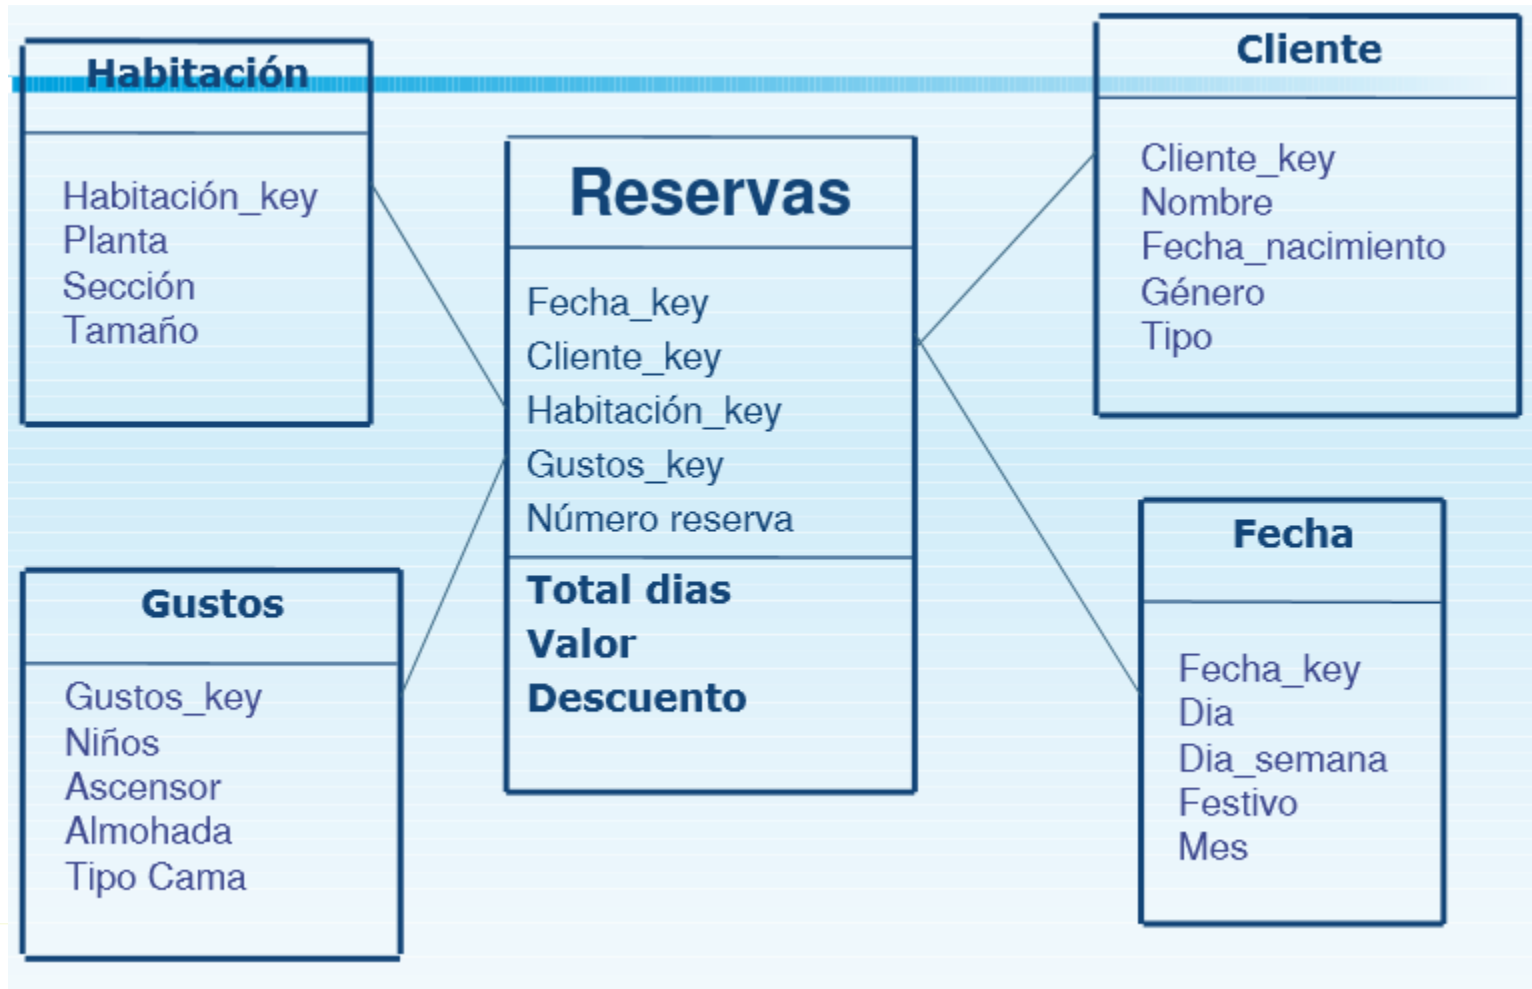 Habitación
Habitación_key
Planta
Sección
Tamaño
Gustos
Gustos_key
Niños
Ascensor
Almohada
Tipo Cama
Reservas
Fecha_key
Cliente_key
Habitación_key
Gustos_key
Número reserva
Total dias
Valor
Descuento
Cliente
Cliente_key
Nombre
Fecha_nacimiento
Género
Tipo
Fecha
Fecha_key
Dia
Dia_semana
Festivo
Mes